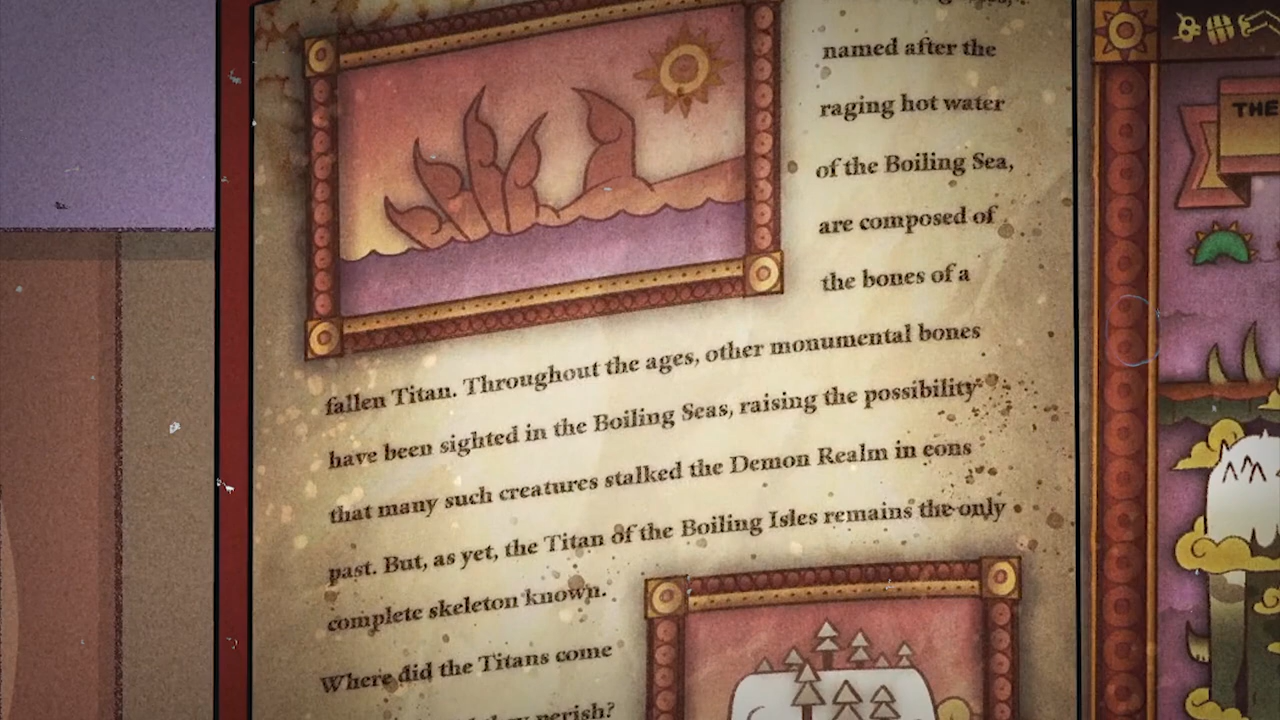 named after the
raging hot water
of the Boiling Sea,
are composed of
the bones of a
fallen Titan. Throughout the ages, other monumental bones
have been sighted in the Boiling Seas, raising the possibility
that many such creatures stalked the Demon Realm in eons
past. But, as yet, the Titan of the Boiling Isles remains the only
complete skeleton known.
Where did the Titans come
perish?
THE